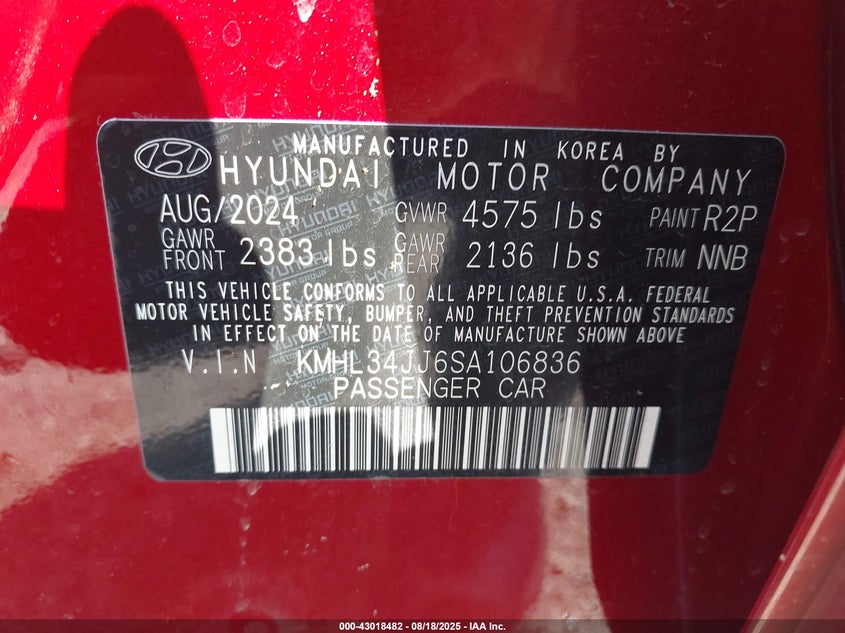 MANUFACTURED IN KOREA BY
HYUNDAI MOTOR COMPANY
AUG/2024 GVWR 4575 lbs PAINT R2P
GAWR FRONT 2383 lbs GAWR REAR 2136 lbs TRIM NNB
THIS VEHICLE CONFORMS TO ALL APPLICABLE U.S.A. FEDERAL
MOTOR VEHICLE SAFETY, BUMPER, AND THEFT PREVENTION STANDARDS
IN EFFECT ON THE DATE OF MANUFACTURE SHOWN ABOVE
V.I.N KMHL34JJ6SA106836
PASSENGER CAR
000-43018482 - 08/18/2025 - IAA Inc.